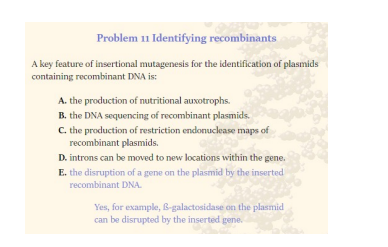 Problem 11 Identifying recombinants
A key feature of insertional mutagenesis for the identification of plasmids
containing recombinant DNA is:
A. the production of nutritional auxotrophs.
B. the DNA sequencing of recombinant plasmids.
C. the production of restriction endonuclease maps of
recombinant plasmids.
D. introns can be moved to new locations within the gene.
E. the disruption of a gene on the plasmid by the inserted
recombinant DNA.
Yes, for example, ß-galactosidase on the plasmid
can be disrupted by the inserted gene.